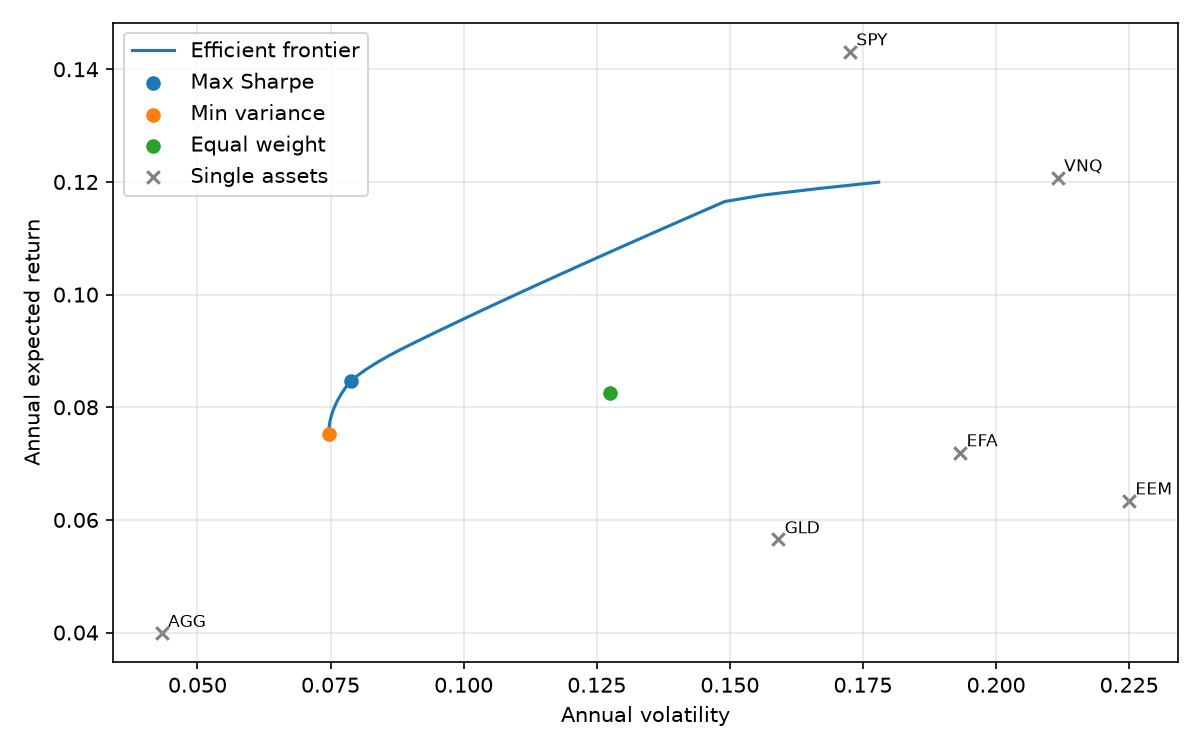 Efficient frontier
Max Sharpe
Min variance
Equal weight
Single assets
SPY
VNQ
EFA
EEM
GLD
AGG
Annual expected return
0.14
0.12
0.10
0.08
0.06
0.04
0.050 0.075 0.100 0.125 0.150 0.175 0.200 0.225
Annual volatility